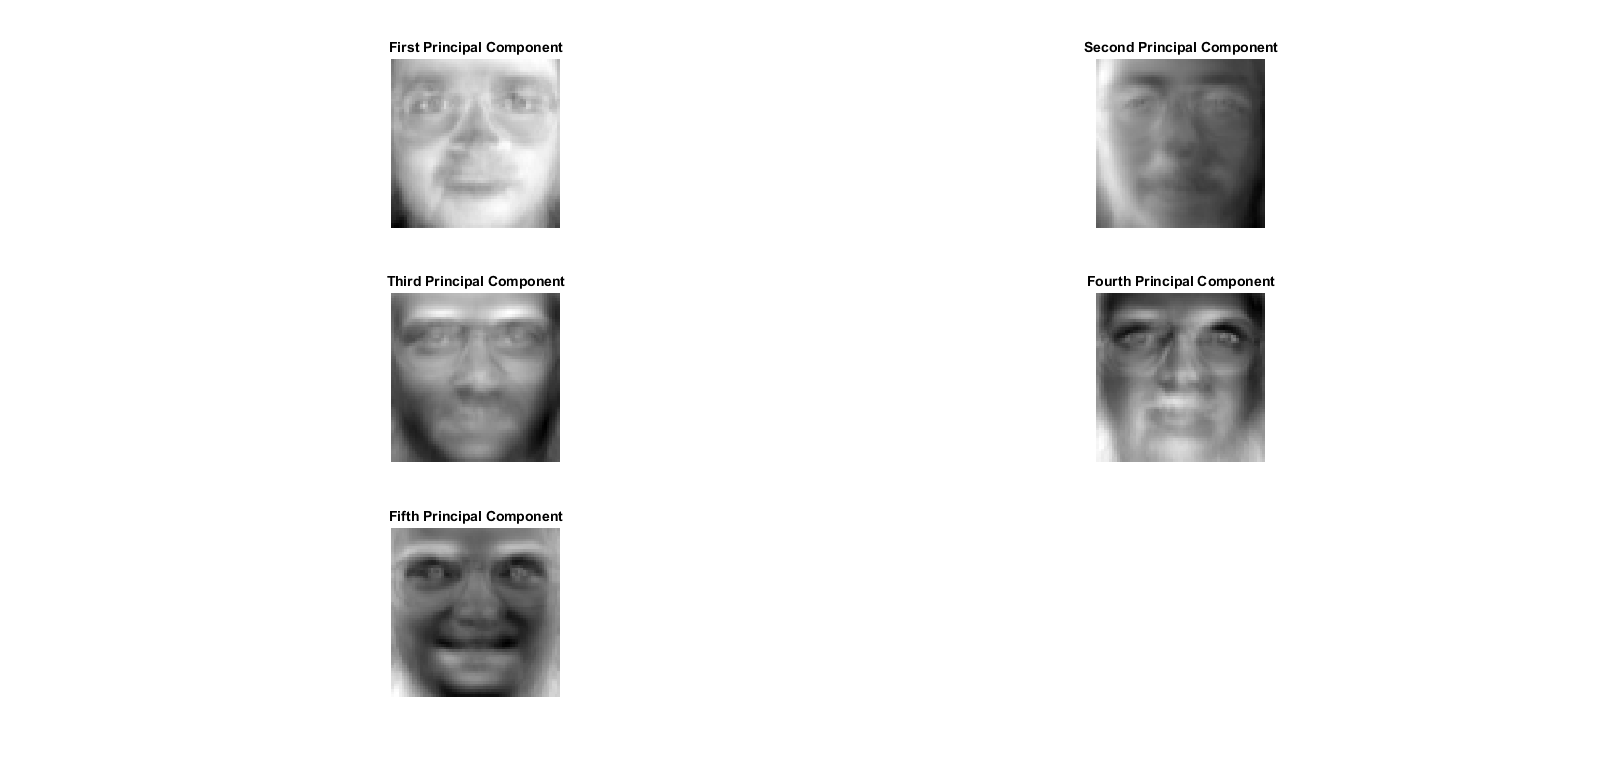 First Principal Component
Second Principal Component
Third Principal Component
Fourth Principal Component
Fifth Principal Component